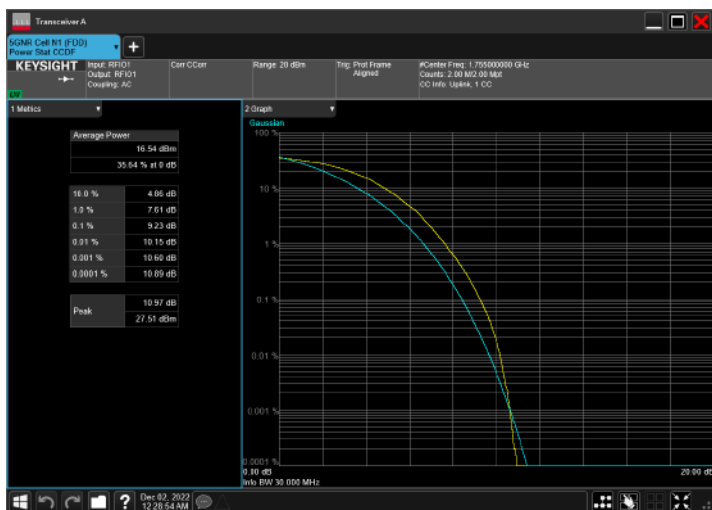 Transceiver A
5GNR Cell N1 (FDD)
Power Stat CCDF
KEYSIGHT
Input: RFIO1
Output: RFIO1
Coupling: AC
Corr CCorr
Range: 20 dBm
Trig: Prot Frame
Aligned
#Center Freq: 1.755000000 GHz
Counts: 2.00 M/2.00 Mpt
CC Info: Uplink, 1 CC
1 Metrics
Average Power
16.54 dBm
35.64 % at 0 dB
10.0 % 4.86 dB
1.0 % 7.61 dB
0.1 % 9.23 dB
0.01 % 10.15 dB
0.001 % 10.60 dB
0.0001 % 10.89 dB
Peak 10.97 dB
27.51 dBm
2 Graph
Gaussian
100 %
10 %
1 %
0.1 %
0.01 %
0.001 %
0.0001 %
20.00 dB
Info BW 30.000 MHz
Dec 02, 2022
12:28:54 AM